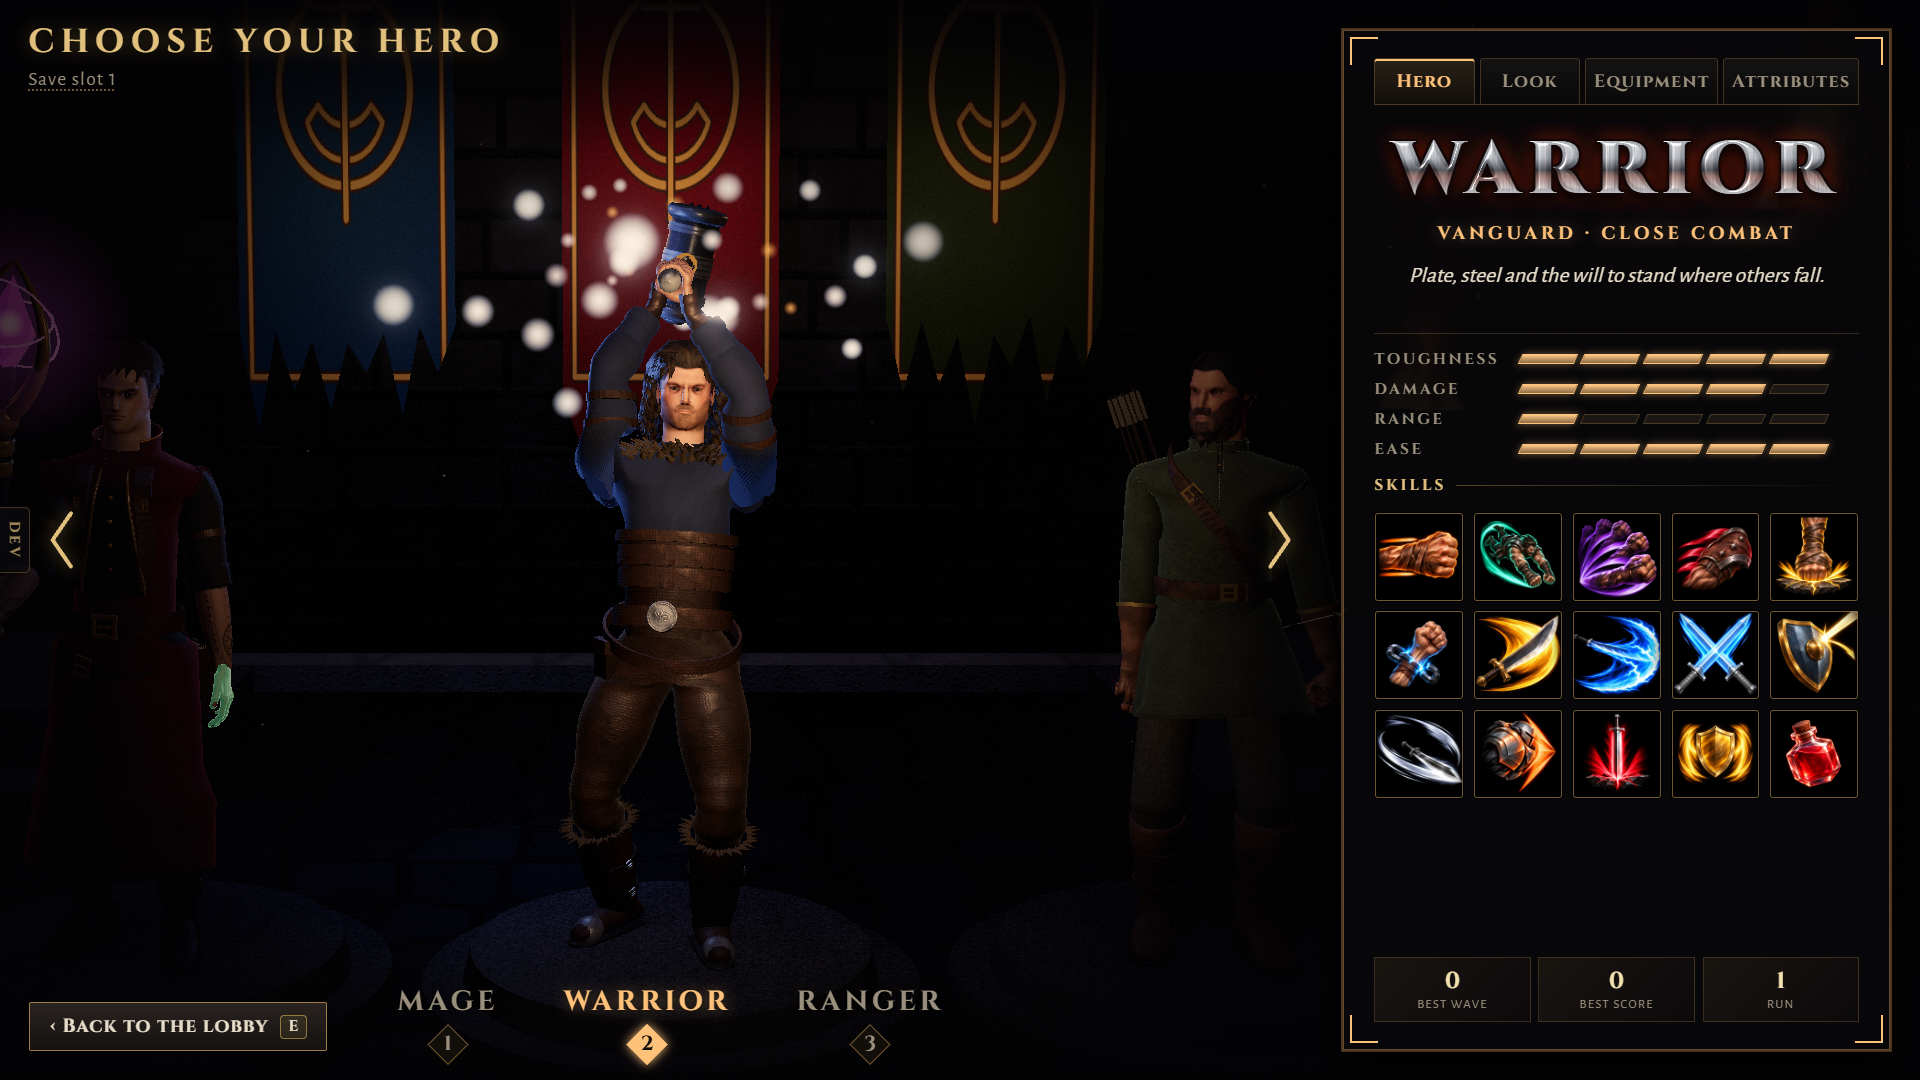 CHOOSE YOUR HERO
Save slot 1
HERO
LOOK
EQUIPMENT
ATTRIBUTES
WARRIOR
VANGUARD · CLOSE COMBAT
Plate, steel and the will to stand where others fall.
TOUGHNESS
DAMAGE
RANGE
EASE
SKILLS
DEV
0
BEST WAVE
0
BEST SCORE
1
RUN
‹ BACK TO THE LOBBY E
MAGE
1
WARRIOR
2
RANGER
3